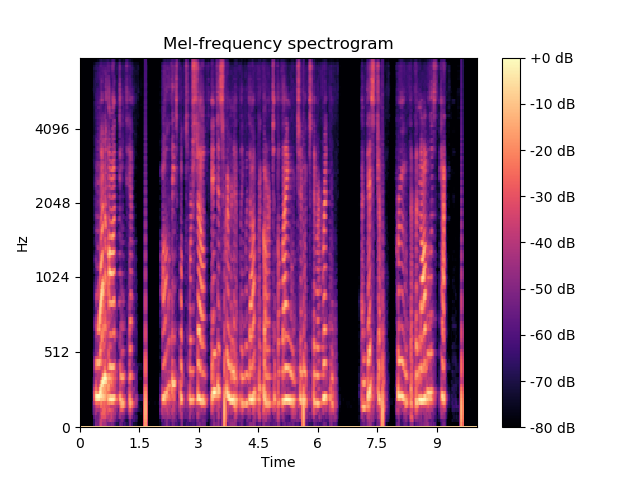 Mel-frequency spectrogram
Hz
4096
2048
1024
512
0
0 1.5 3 4.5 6 7.5 9
Time
+0 dB
-10 dB
-20 dB
-30 dB
-40 dB
-50 dB
-60 dB
-70 dB
-80 dB